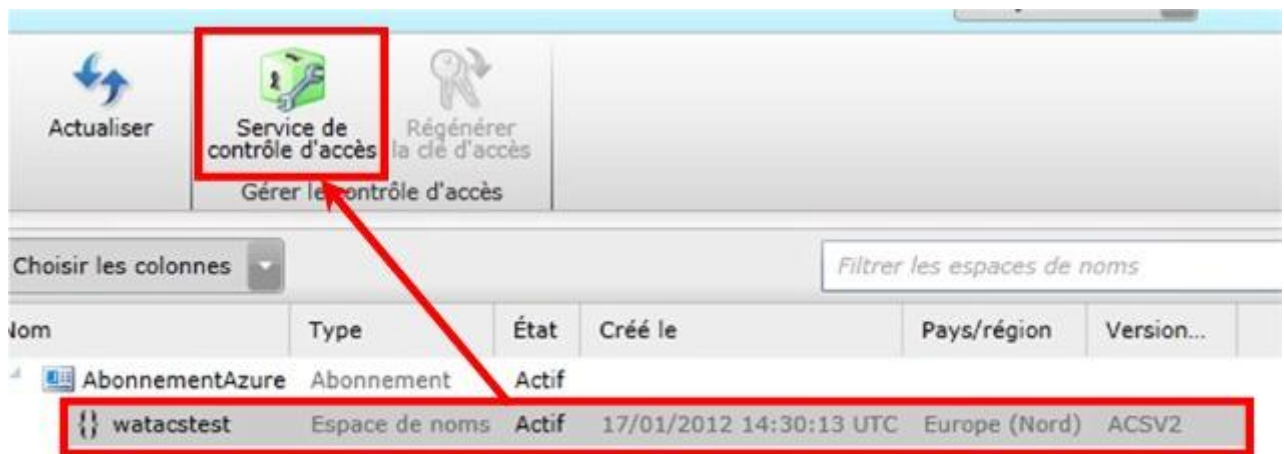 Actualiser
Service de
contrôle d'accès
Régénérer
la clé d'accès
Gérer le contrôle d'accès
Choisir les colonnes
Filtrer les espaces de noms
Nom Type État Créé le Pays/région Version...
AbonnementAzure Abonnement Actif
{} watacstest Espace de noms Actif 17/01/2012 14:30:13 UTC Europe (Nord) ACSV2